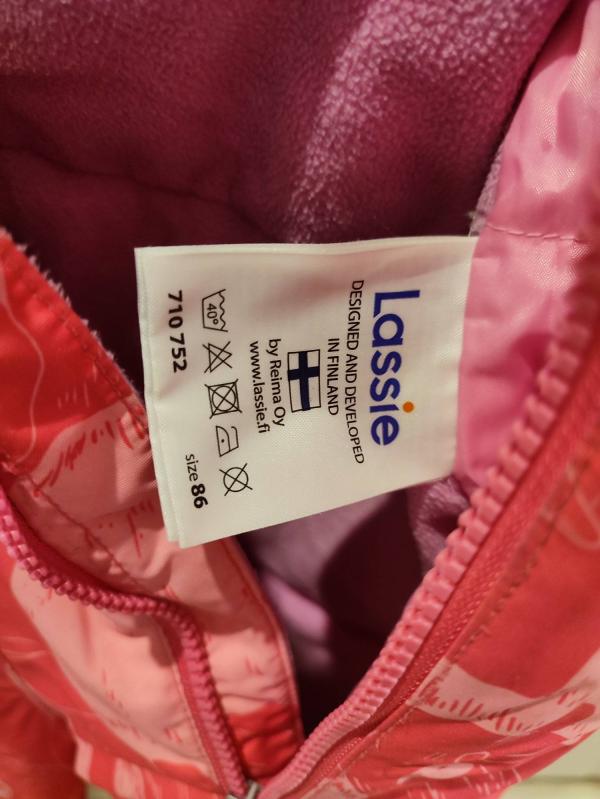 Lassie
DESIGNED AND DEVELOPED
IN FINLAND
by Reima Oy
www.lassie.fi
40°
710 752
size 86